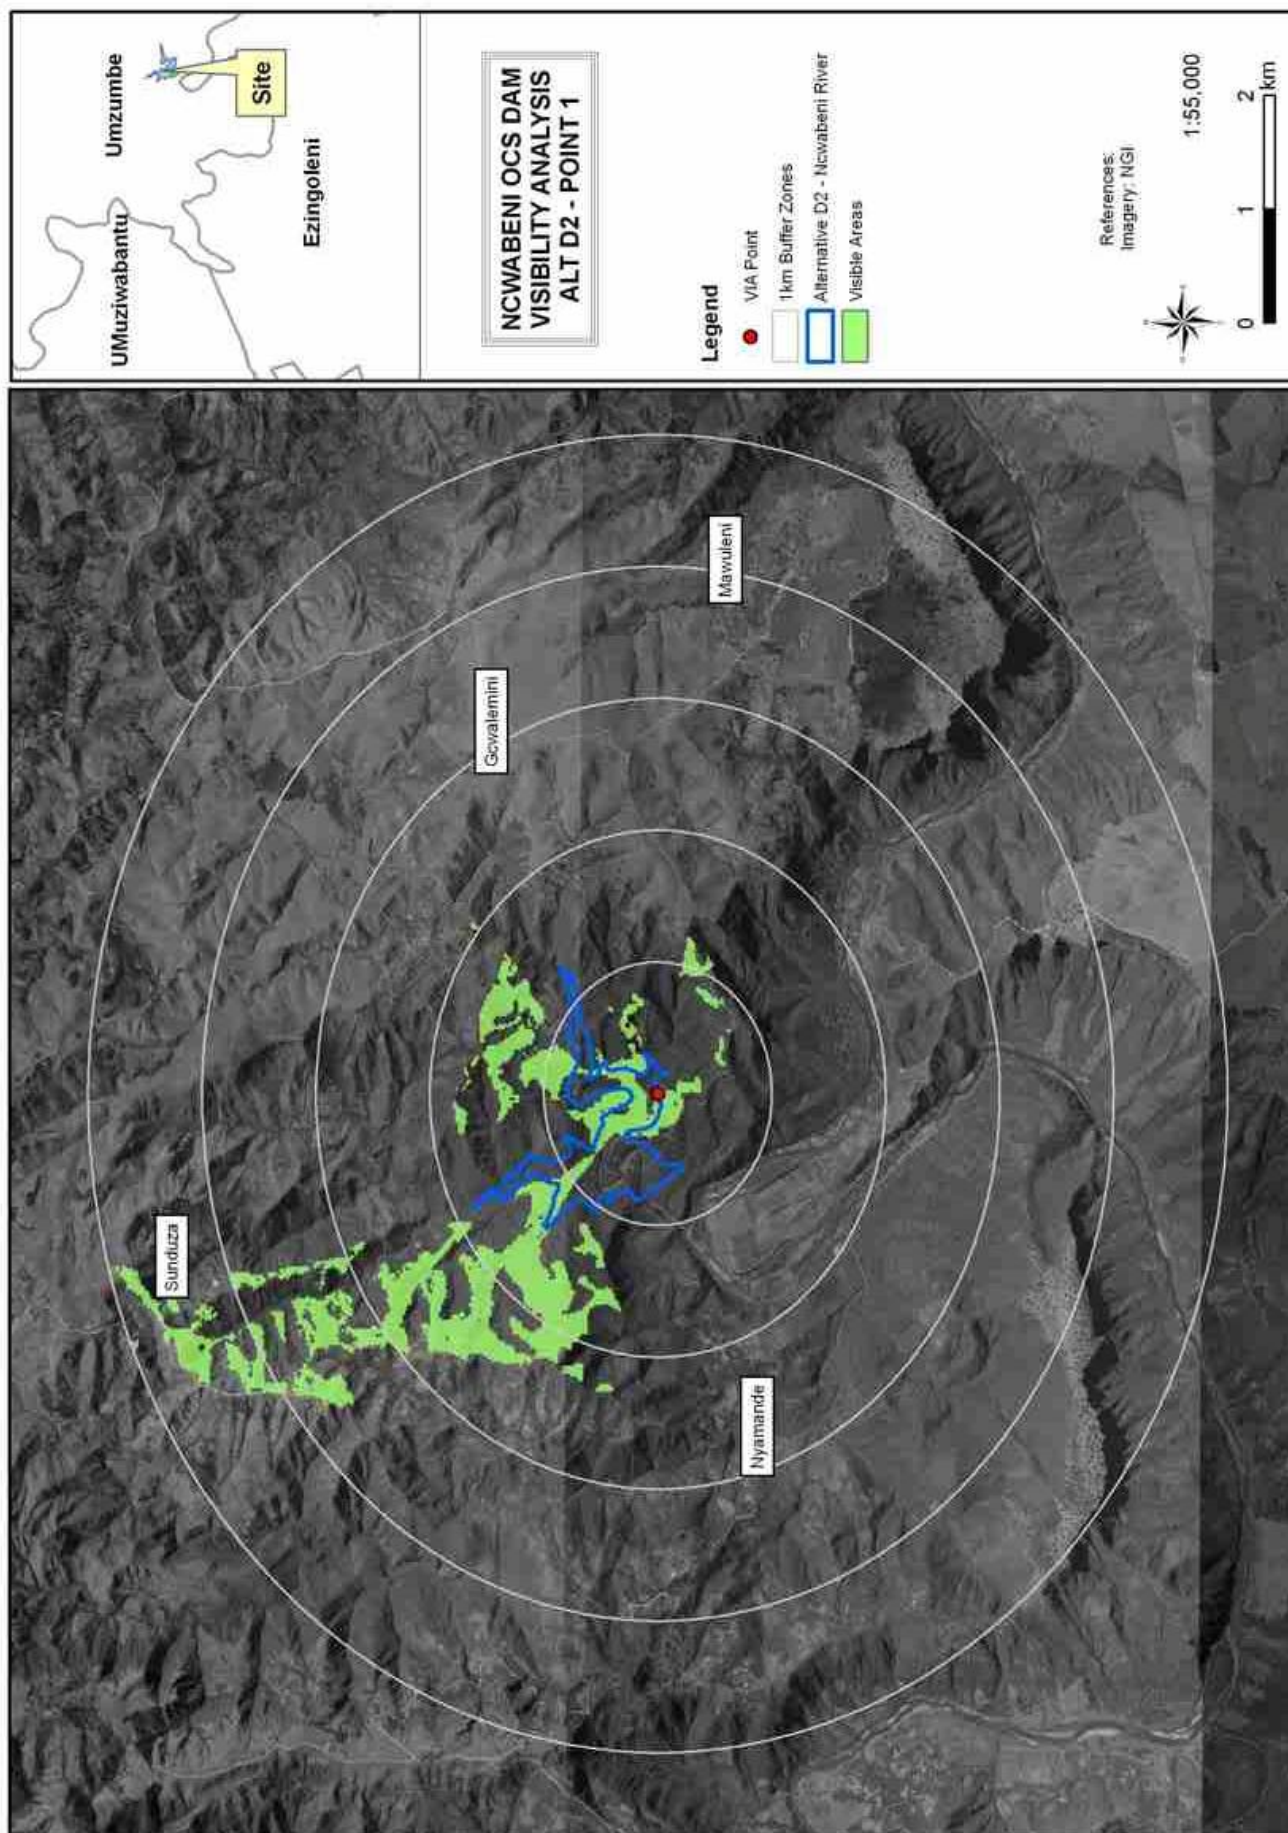 Sunduza
Gcwalemini
Mawuleni
Nyamande
UMuziwabantu
Umzumbe
Ezingoleni
Site
NCWABENI OCS DAM
VISIBILITY ANALYSIS
ALT D2 - POINT 1
Legend
VIA Point
1km Buffer Zones
Alternative D2 - Ncwabeni River
Visible Areas
References:
Imagery: NGI
1:55,000
0 1 2
km